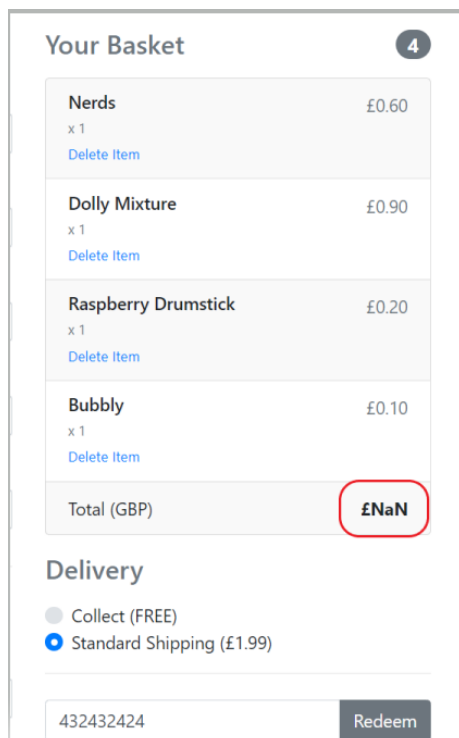 Your Basket 4
Nerds £0.60
x 1
Delete Item
Dolly Mixture £0.90
x 1
Delete Item
Raspberry Drumstick £0.20
x 1
Delete Item
Bubbly £0.10
x 1
Delete Item
Total (GBP) £NaN
Delivery
Collect (FREE)
Standard Shipping (£1.99)
432432424 Redeem